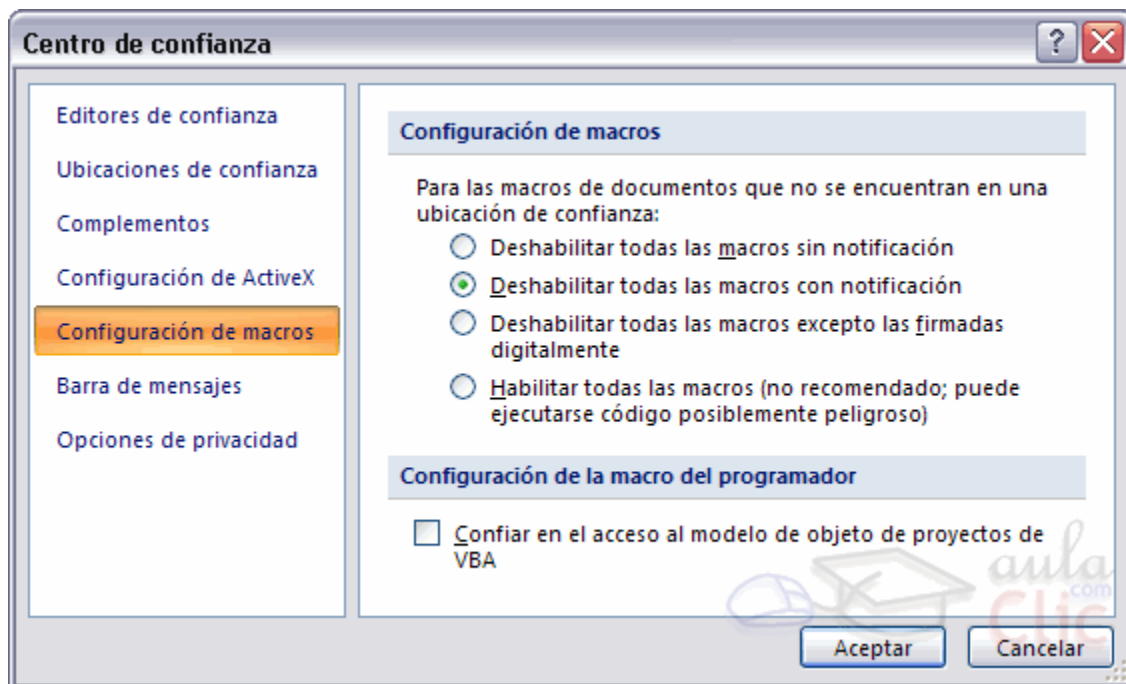 Centro de confianza
?
Editores de confianza
Ubicaciones de confianza
Complementos
Configuración de ActiveX
Configuración de macros
Barra de mensajes
Opciones de privacidad
Configuración de macros
Para las macros de documentos que no se encuentran en una
ubicación de confianza:
Deshabilitar todas las macros sin notificación
Deshabilitar todas las macros con notificación
Deshabilitar todas las macros excepto las firmadas
digitalmente
Habilitar todas las macros (no recomendado; puede
ejecutarse código posiblemente peligroso)
Configuración de la macro del programador
Confiar en el acceso al modelo de objeto de proyectos de
VBA
aula
.com
Clic
Aceptar
Cancelar